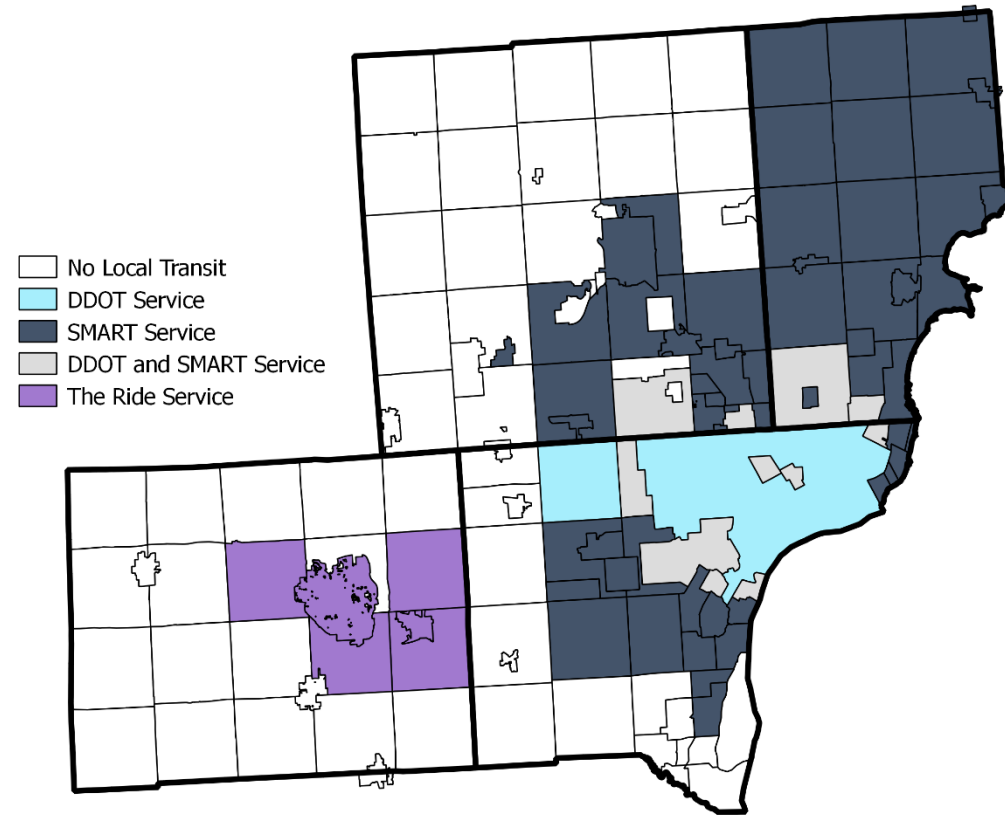 No Local Transit
DDOT Service
SMART Service
DDOT and SMART Service
The Ride Service